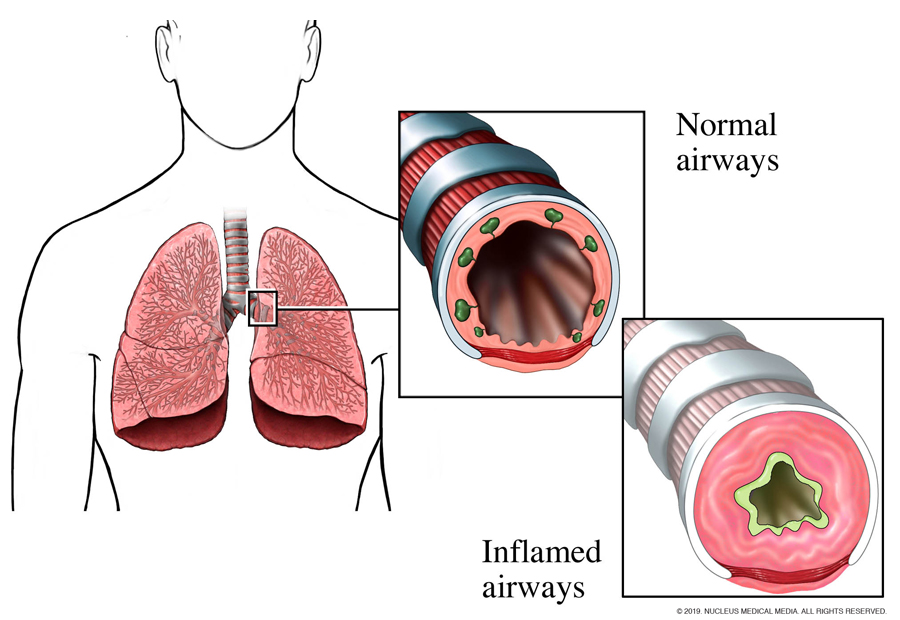 Normal
airways
Inflamed
airways
© 2019. NUCLEUS MEDICAL MEDIA. ALL RIGHTS RESERVED.